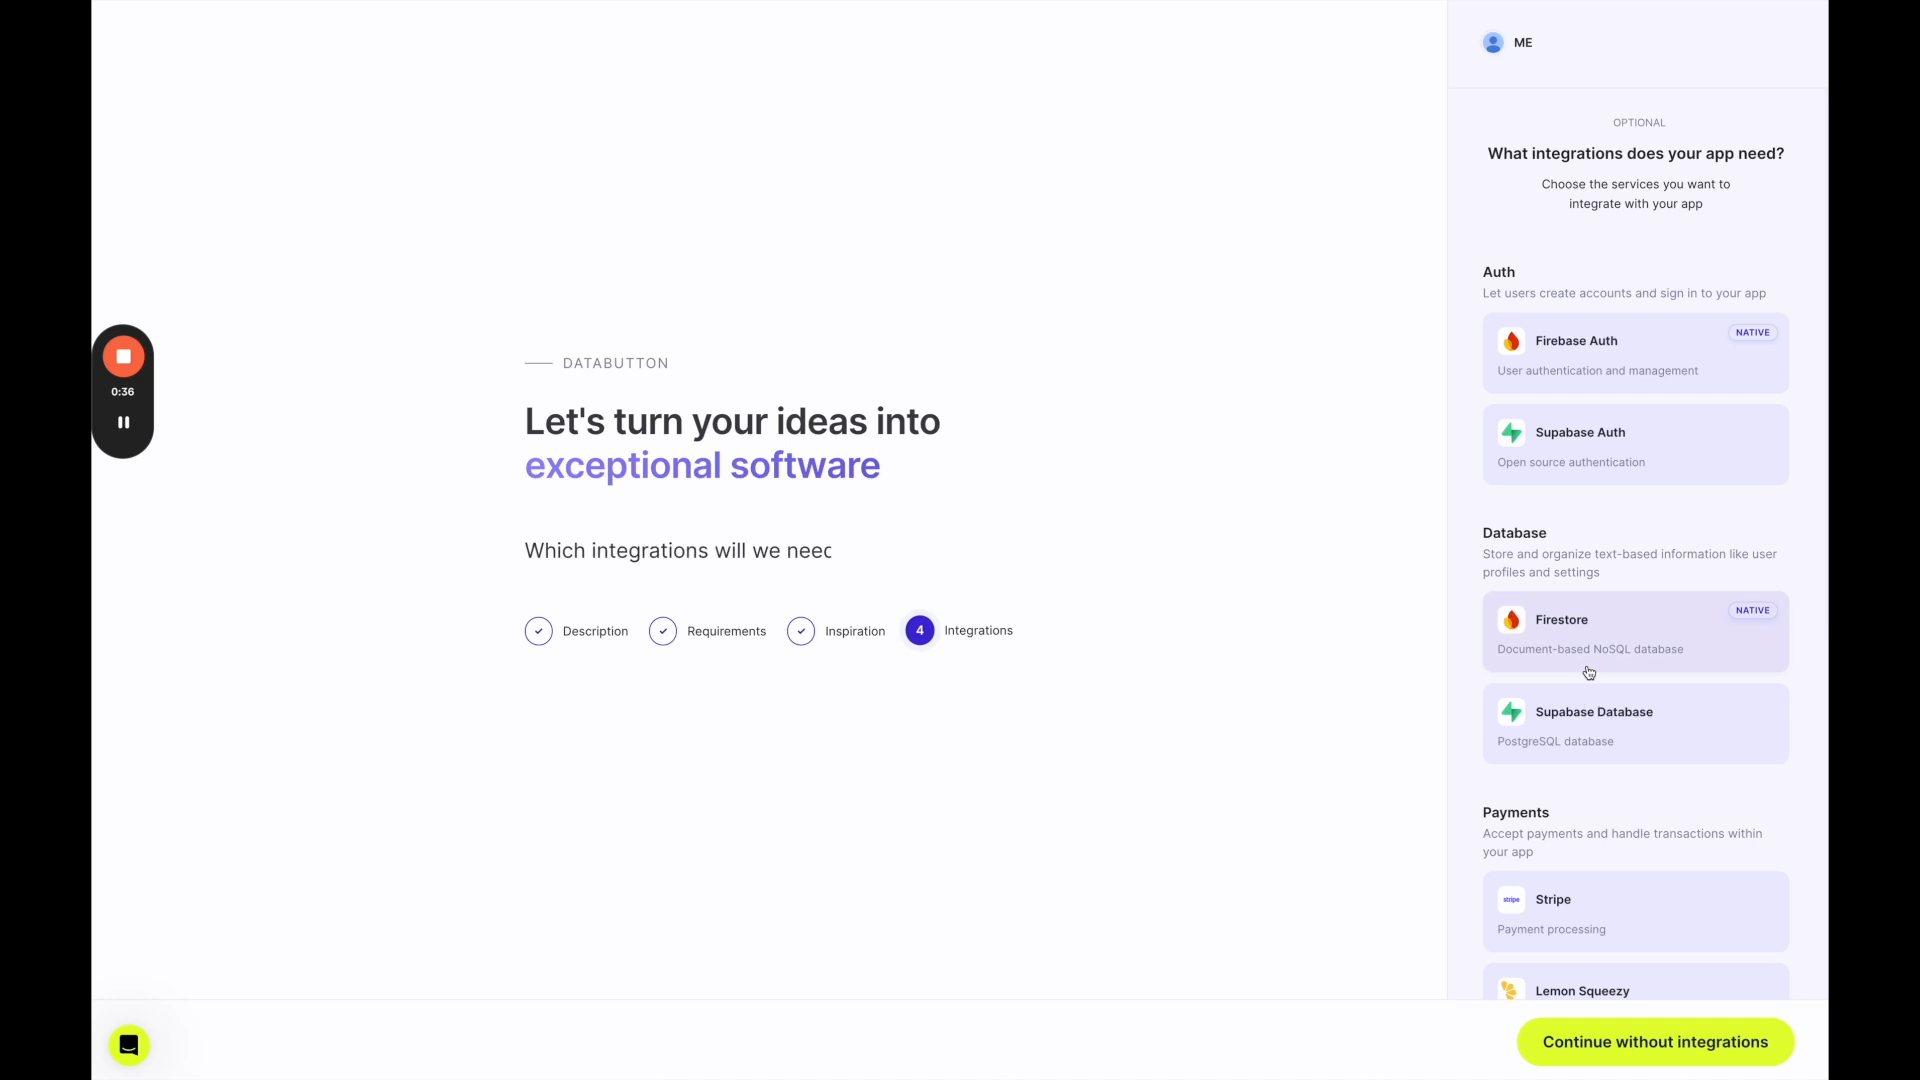 ME
OPTIONAL
What integrations does your app need?
Choose the services you want to
integrate with your app
Auth
Let users create accounts and sign in to your app
Firebase Auth
NATIVE
User authentication and management
Supabase Auth
Open source authentication
Database
Store and organize text-based information like user
profiles and settings
Firestore
NATIVE
Document-based NoSQL database
Supabase Database
PostgreSQL database
Payments
Accept payments and handle transactions within
your app
stripe
Stripe
Payment processing
Lemon Squeezy
0:36
DATABUTTON
Let's turn your ideas into
exceptional software
Which integrations will we need
Description
Requirements
Inspiration
4
Integrations
Continue without integrations